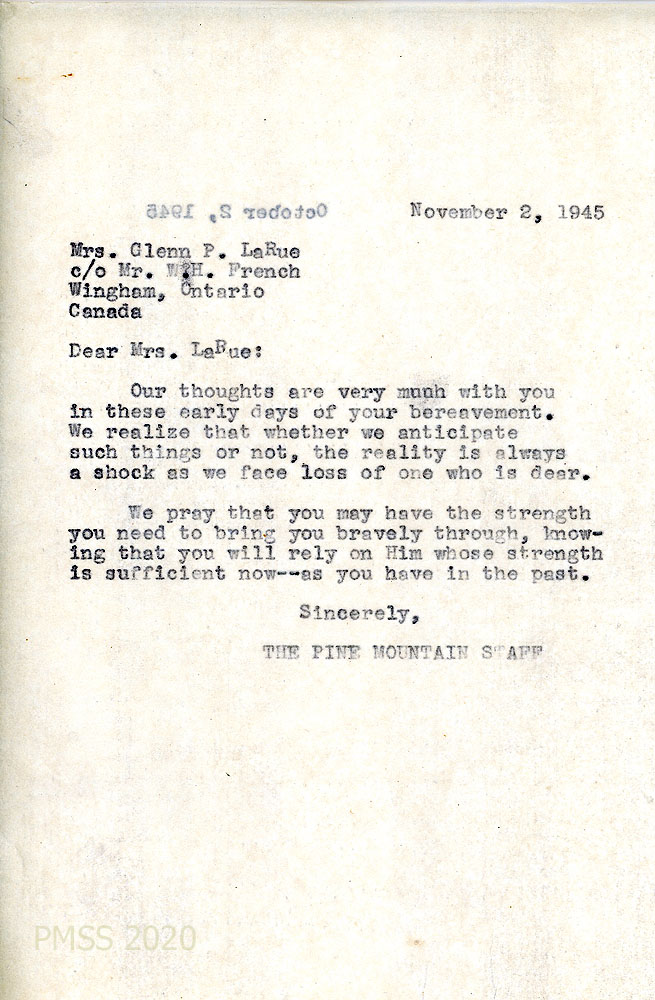 October 2, 1945
November 2, 1945
Mrs. Glenn P. LaRue
c/o Mr. W.H. French
Wingham, Ontario
Canada
Dear Mrs. LaRue:
Our thoughts are very munh with you
in these early days of your bereavement.
We realize that whether we anticipate
such things or not, the reality is always
a shock as we face loss of one who is dear.
We pray that you may have the strength
you need to bring you bravely through, know-
ing that you will rely on Him whose strength
is sufficient now--as you have in the past.
Sincerely,
THE PINE MOUNTAIN STAFF
PMSS 2020